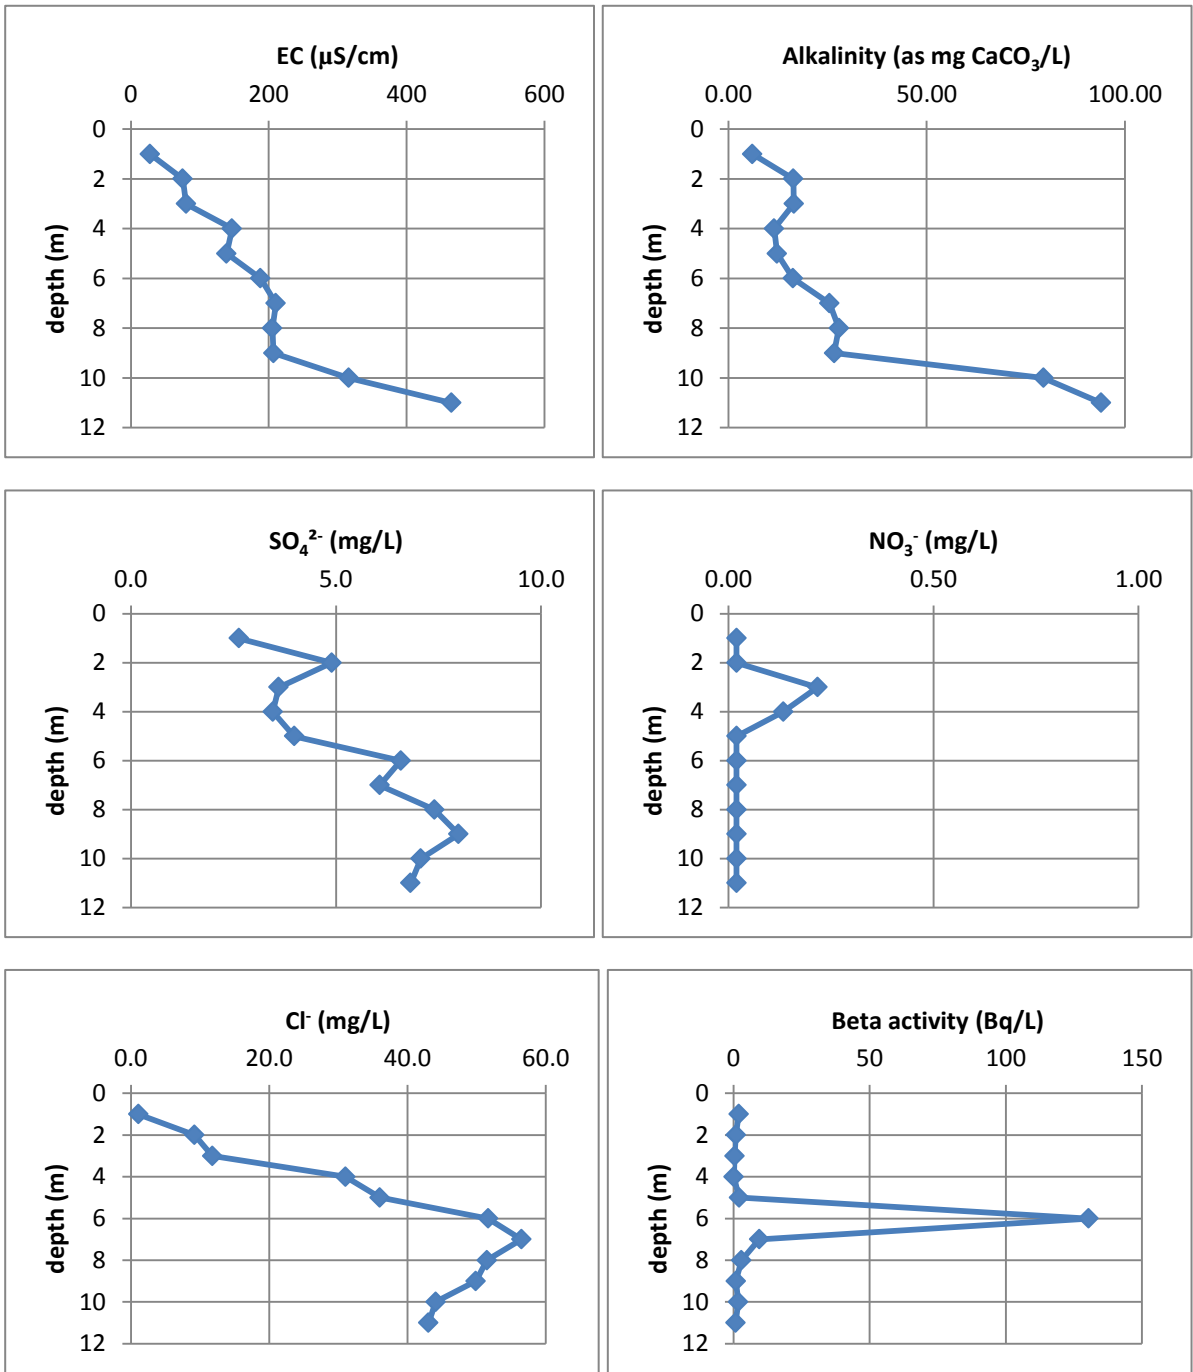 EC (µS/cm)
0 200 400 600
0
2
4
6
8
10
12
depth (m)
Alkalinity (as mg CaCO₃/L)
0.00 50.00 100.00
0
2
4
6
8
10
12
depth (m)
SO₄²⁻ (mg/L)
0.0 5.0 10.0
0
2
4
6
8
10
12
depth (m)
NO₃⁻ (mg/L)
0.00 0.50 1.00
0
2
4
6
8
10
12
depth (m)
Cl⁻ (mg/L)
0.0 20.0 40.0 60.0
0
2
4
6
8
10
12
depth (m)
Beta activity (Bq/L)
0 50 100 150
0
2
4
6
8
10
12
depth (m)